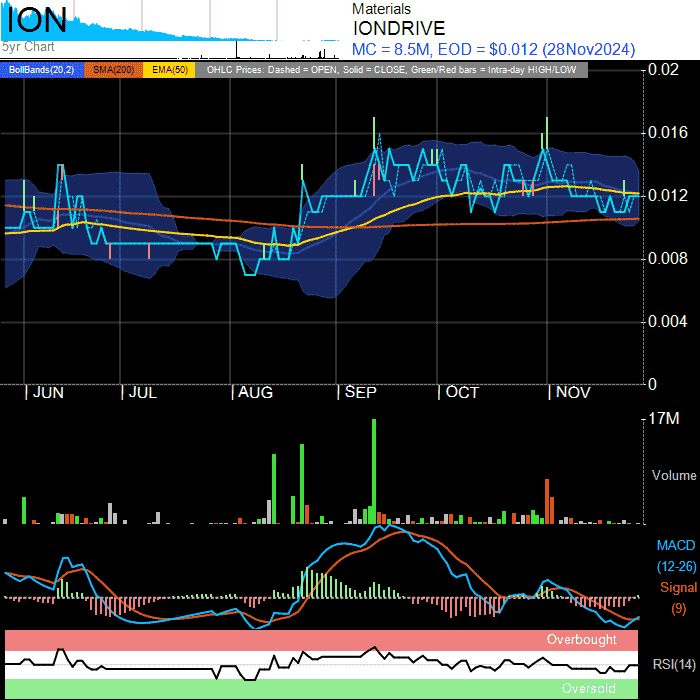 ION
5yr Chart
Materials
IONDRIVE
MC = 8.5M, EOD = $0.012 (28Nov2024)
BollBands(20,2) SMA(200) EMA(50) OHLC Prices: Dashed = OPEN, Solid = CLOSE, Green/Red bars = Intra-day HIGH/LOW
0.02
0.016
0.012
0.008
0.004
0
JUN JUL AUG SEP OCT NOV
17M
Volume
MACD
(12-26)
Signal
(9)
Overbought
RSI(14)
Oversold